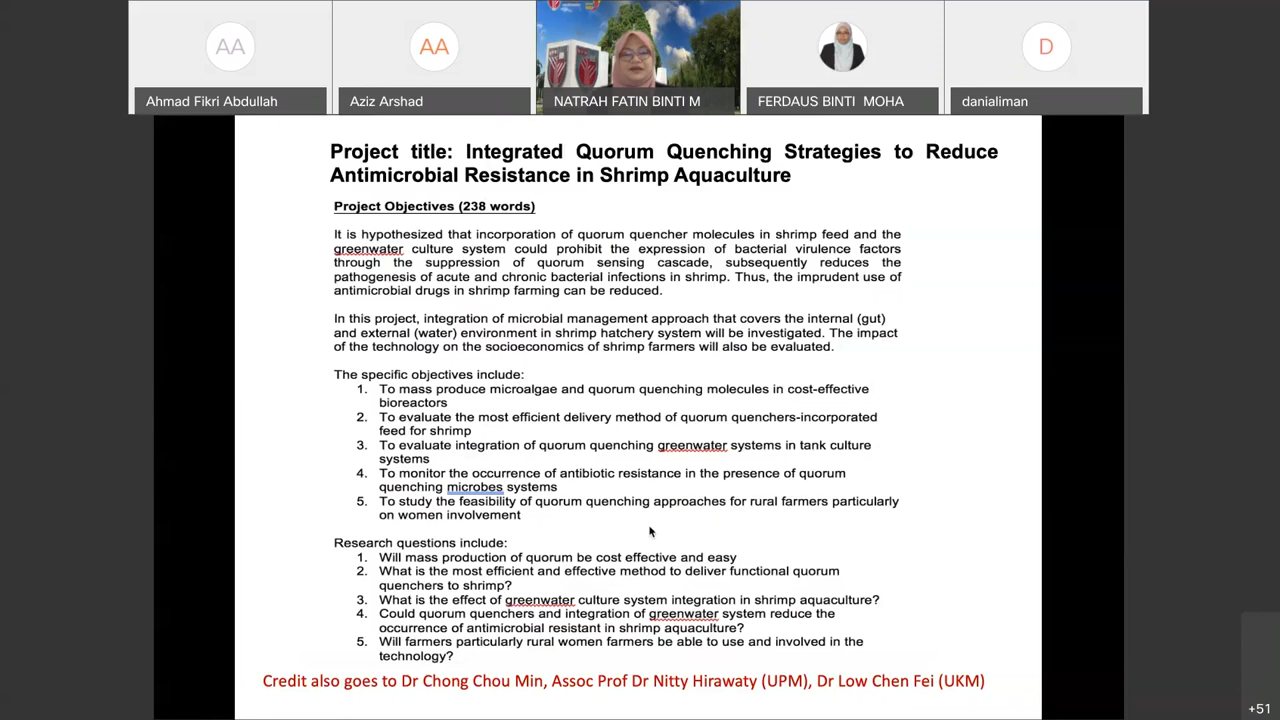 AA
AA
D
Ahmad Fikri Abdullah
Aziz Arshad
NATRAH FATIN BINTI M
FERDAUS BINTI MOHA
danialiman
Project title: Integrated Quorum Quenching Strategies to Reduce
Antimicrobial Resistance in Shrimp Aquaculture
Project Objectives (238 words)
It is hypothesized that incorporation of quorum quencher molecules in shrimp feed and the
greenwater culture system could prohibit the expression of bacterial virulence factors
through the suppression of quorum sensing cascade, subsequently reduces the
pathogenesis of acute and chronic bacterial infections in shrimp. Thus, the imprudent use of
antimicrobial drugs in shrimp farming can be reduced.
In this project, integration of microbial management approach that covers the internal (gut)
and external (water) environment in shrimp hatchery system will be investigated. The impact
of the technology on the socioeconomics of shrimp farmers will also be evaluated.
The specific objectives include:
1. To mass produce microalgae and quorum quenching molecules in cost-effective
bioreactors
2. To evaluate the most efficient delivery method of quorum quenchers-incorporated
feed for shrimp
3. To evaluate integration of quorum quenching greenwater systems in tank culture
systems
4. To monitor the occurrence of antibiotic resistance in the presence of quorum
quenching microbes systems
5. To study the feasibility of quorum quenching approaches for rural farmers particularly
on women involvement
Research questions include:
1. Will mass production of quorum be cost effective and easy
2. What is the most efficient and effective method to deliver functional quorum
quenchers to shrimp?
3. What is the effect of greenwater culture system integration in shrimp aquaculture?
4. Could quorum quenchers and integration of greenwater system reduce the
occurrence of antimicrobial resistant in shrimp aquaculture?
5. Will farmers particularly rural women farmers be able to use and involved in the
technology?
Credit also goes to Dr Chong Chou Min, Assoc Prof Dr Nitty Hirawaty (UPM), Dr Low Chen Fei (UKM)
+51